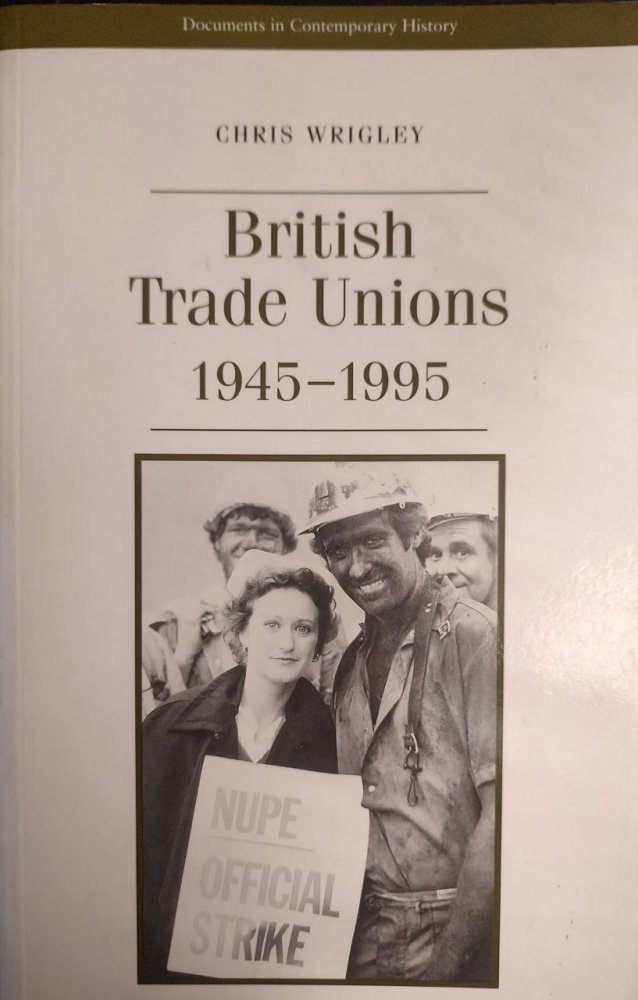 Documents in Contemporary History
CHRIS WRIGLEY
British
Trade Unions
1945–1995
NUPE
OFFICIAL
STRIKE